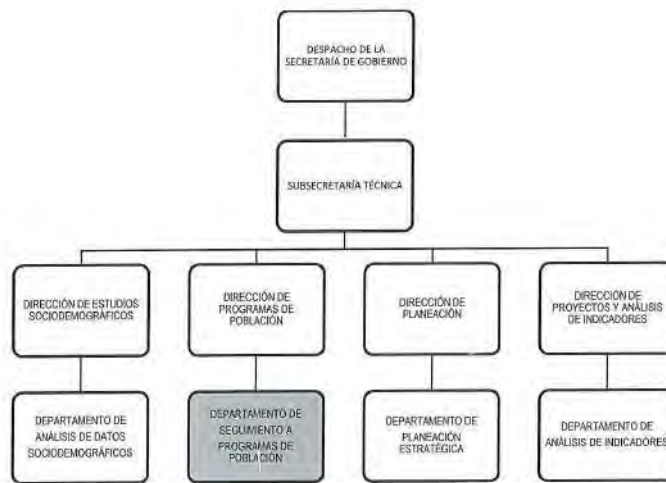 DESPACHO DE LA
SECRETARÍA DE GOBIERNO
SUBSECRETARÍA TÉCNICA
DIRECCIÓN DE ESTUDIOS
SOCIODEMOGRÁFICOS
DIRECCIÓN DE
PROGRAMAS DE
POBLACIÓN
DIRECCIÓN DE
PLANEACIÓN
DIRECCIÓN DE
PROYECTOS Y ANÁLISIS
DE INDICADORES
DEPARTAMENTO DE
ANÁLISIS DE DATOS
SOCIODEMOGRÁFICOS
DEPARTAMENTO DE
SEGUIMIENTO A
PROGRAMAS DE
POBLACIÓN
DEPARTAMENTO DE
PLANEACIÓN
ESTRATÉGICA
DEPARTAMENTO DE
ANÁLISIS DE INDICADORES